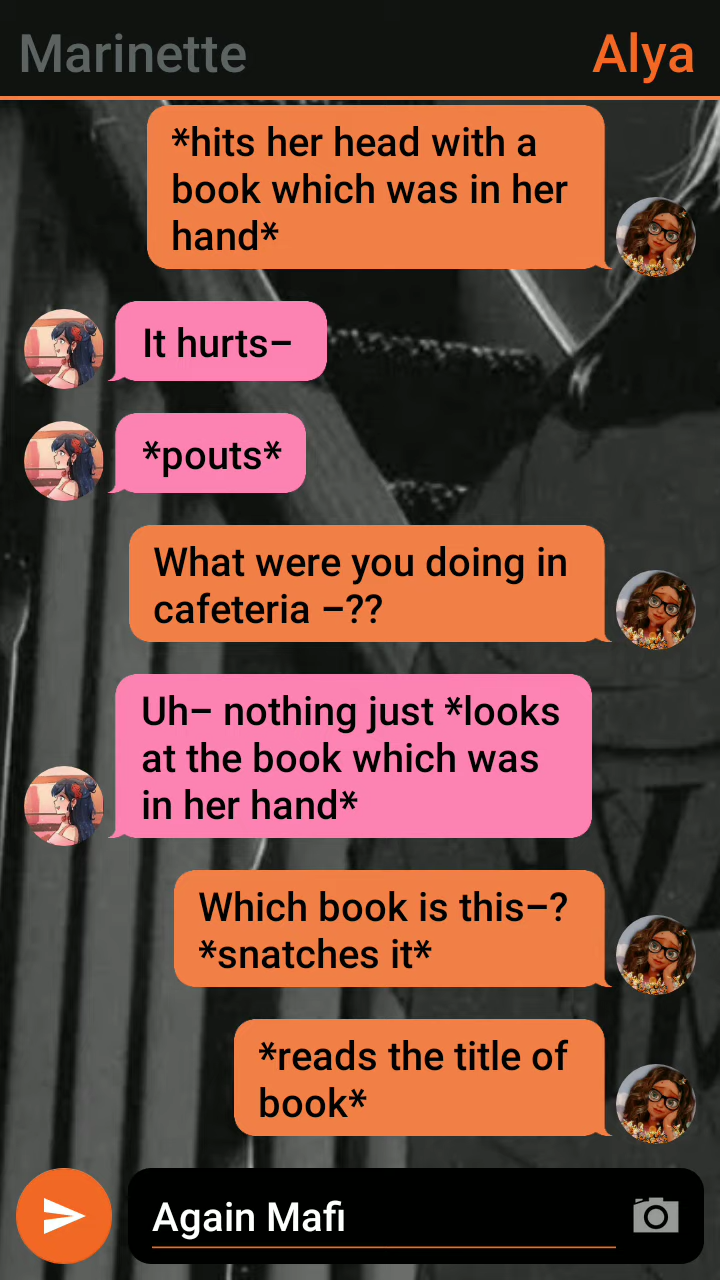 Marinette Alya
*hits her head with a
book which was in her
hand*
It hurts–
*pouts*
What were you doing in
cafeteria –??
Uh– nothing just *looks
at the book which was
in her hand*
Which book is this–?
*snatches it*
*reads the title of
book*
Again Mafi